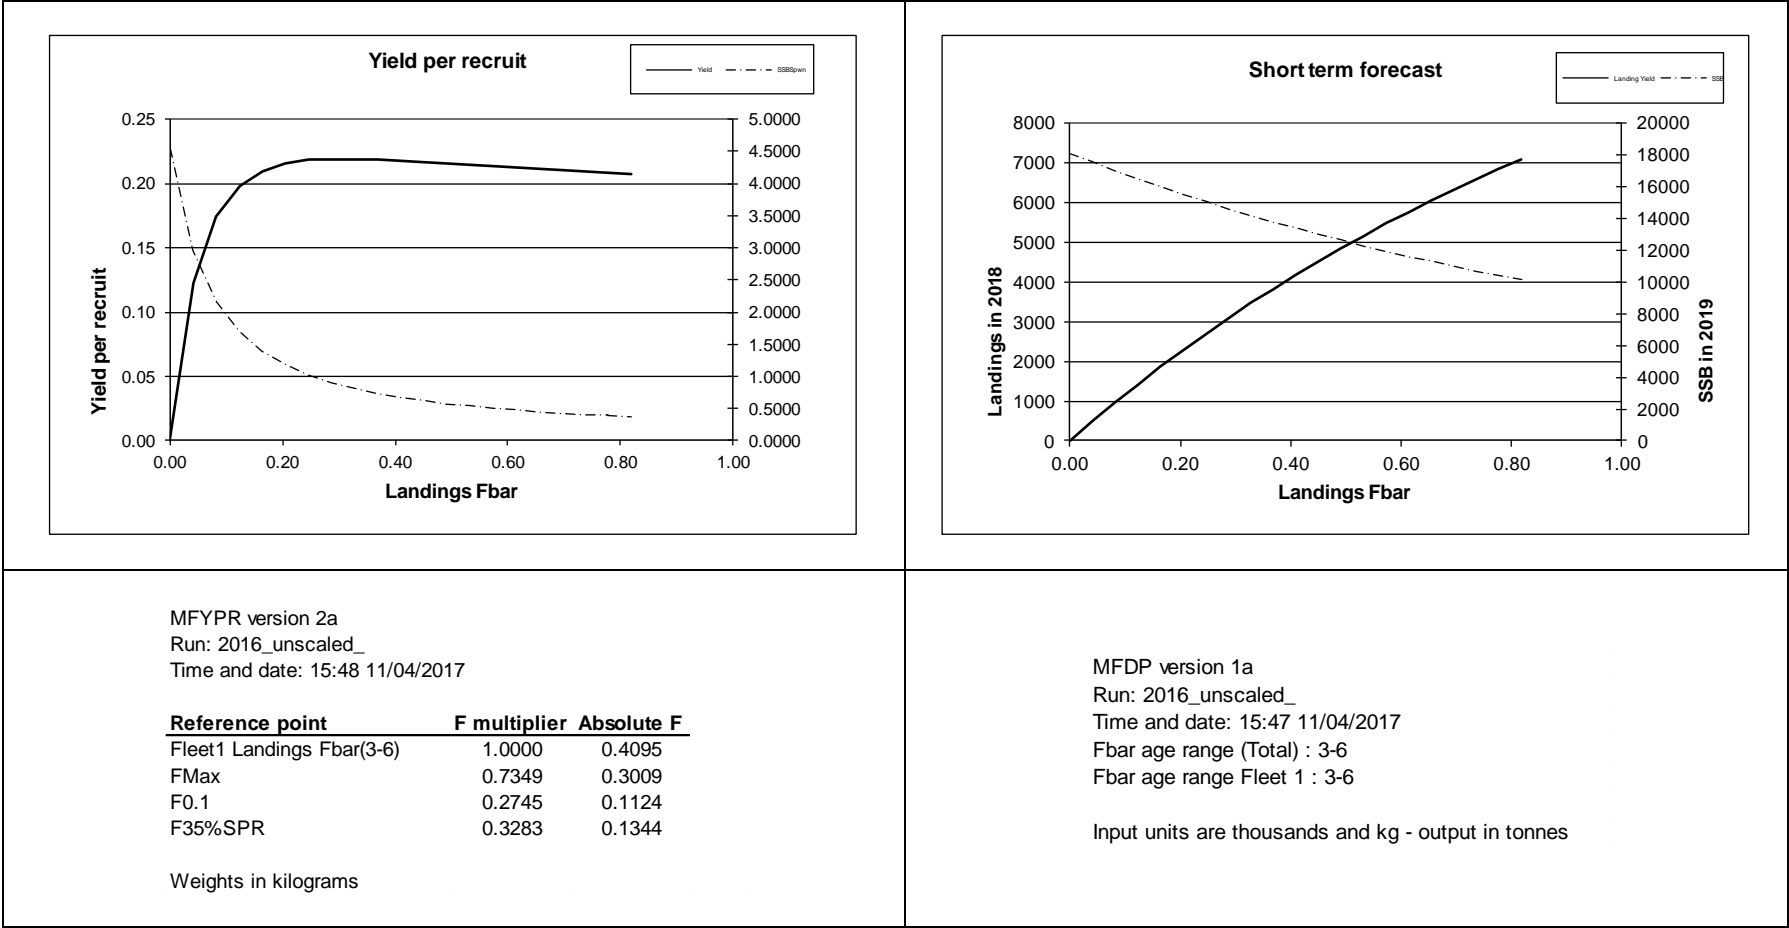 Yield per recruit
Yield SSBSpwn
0.25
0.20
0.15
0.10
0.05
0.00
5.0000
4.5000
4.0000
3.5000
3.0000
2.5000
2.0000
1.5000
1.0000
0.5000
0.0000
0.00 0.20 0.40 0.60 0.80 1.00
Yield per recruit
Landings Fbar
Short term forecast
Landing Yield SSB
8000
7000
6000
5000
4000
3000
2000
1000
0
20000
18000
16000
14000
12000
10000
8000
6000
4000
2000
0
0.00 0.20 0.40 0.60 0.80 1.00
Landings in 2018
SSB in 2019
Landings Fbar
MFYPR version 2a
Run: 2016_unscaled_
Time and date: 15:48 11/04/2017
Reference point F multiplier Absolute F
Fleet1 Landings Fbar(3-6) 1.0000 0.4095
FMax 0.7349 0.3009
F0.1 0.2745 0.1124
F35%SPR 0.3283 0.1344
Weights in kilograms
MFDP version 1a
Run: 2016_unscaled_
Time and date: 15:47 11/04/2017
Fbar age range (Total) : 3-6
Fbar age range Fleet 1 : 3-6
Input units are thousands and kg - output in tonnes